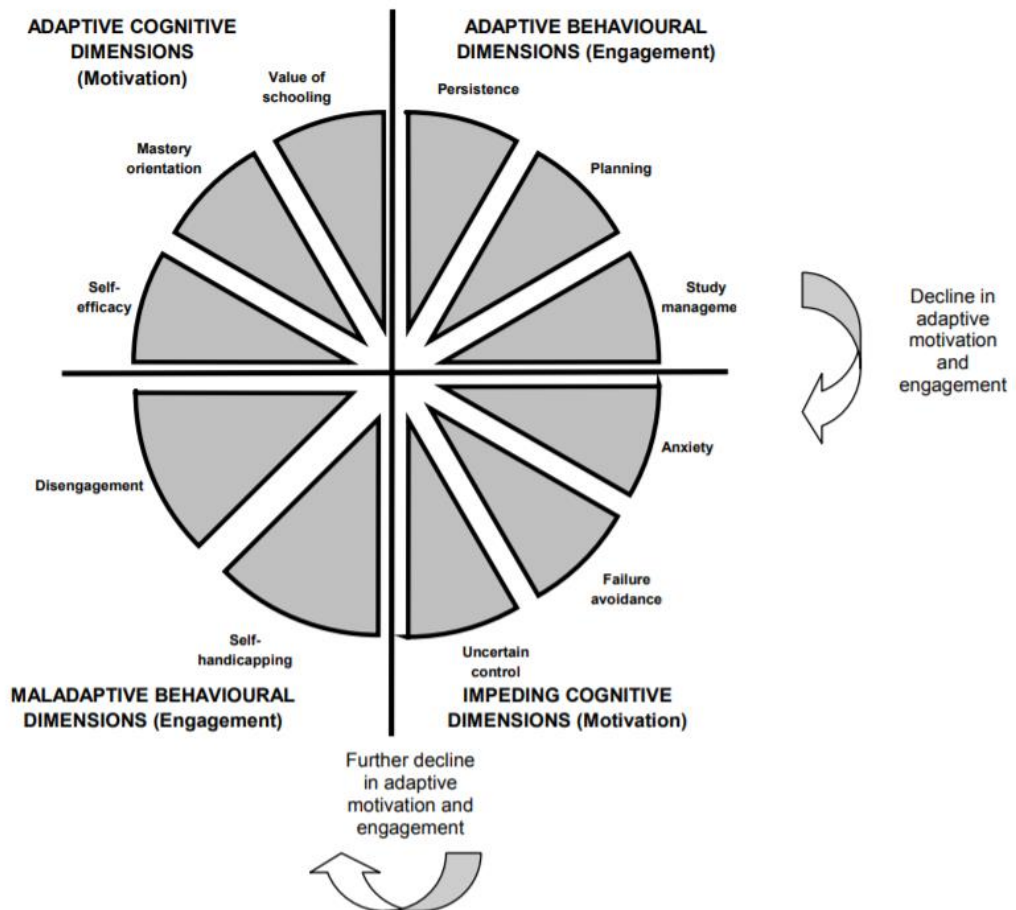 ADAPTIVE COGNITIVE
DIMENSIONS
(Motivation)
ADAPTIVE BEHAVIOURAL
DIMENSIONS (Engagement)
Value of
schooling
Persistence
Mastery
orientation
Planning
Self-
efficacy
Study
manageme
Decline in
adaptive
motivation
and
engagement
Disengagement
Anxiety
Failure
avoidance
Self-
handicapping
Uncertain
control
MALADAPTIVE BEHAVIOURAL
DIMENSIONS (Engagement)
IMPEDING COGNITIVE
DIMENSIONS (Motivation)
Further decline
in adaptive
motivation and
engagement